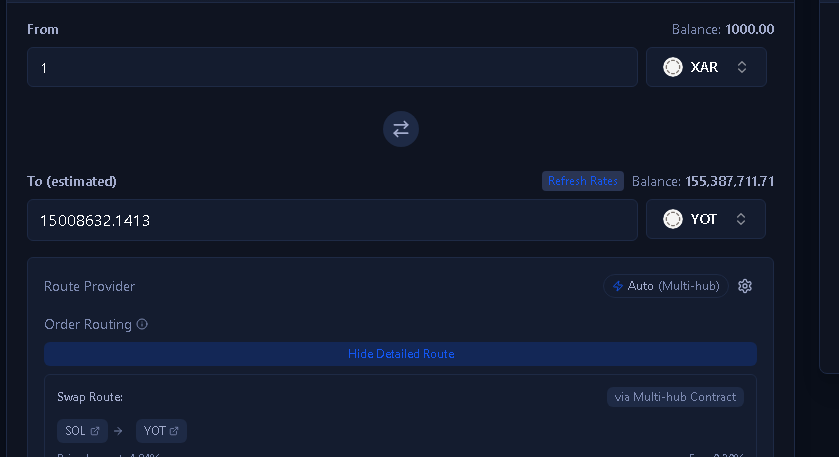 From Balance: 1000.00
1 XAR
To (estimated) Refresh Rates Balance: 155,387,711.71
15008632.1413 YOT
Route Provider Auto (Multi-hub)
Order Routing
Hide Detailed Route
Swap Route: via Multi-hub Contract
SOL → YOT